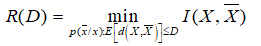 R(D) = min I(X, X̅)
p(x̅/x):E[d(X,X̅)]≤D